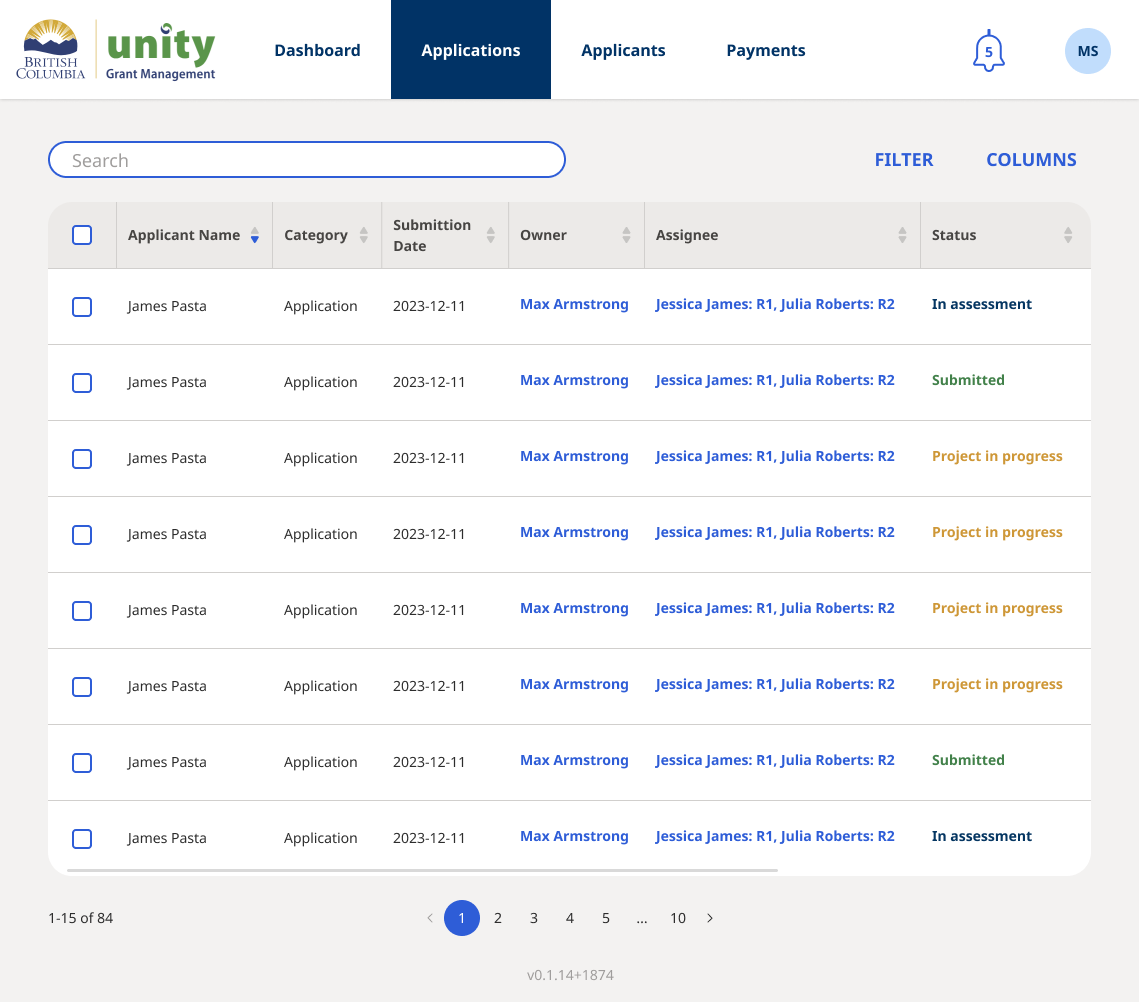 BRITISH
COLUMBIA
unity
Grant Management
Dashboard
Applications
Applicants
Payments
5
MS
Search
FILTER
COLUMNS
Applicant Name
Category
Submittion
Date
Owner
Assignee
Status
James Pasta Application 2023-12-11 Max Armstrong Jessica James: R1, Julia Roberts: R2 In assessment
James Pasta Application 2023-12-11 Max Armstrong Jessica James: R1, Julia Roberts: R2 Submitted
James Pasta Application 2023-12-11 Max Armstrong Jessica James: R1, Julia Roberts: R2 Project in progress
James Pasta Application 2023-12-11 Max Armstrong Jessica James: R1, Julia Roberts: R2 Project in progress
James Pasta Application 2023-12-11 Max Armstrong Jessica James: R1, Julia Roberts: R2 Project in progress
James Pasta Application 2023-12-11 Max Armstrong Jessica James: R1, Julia Roberts: R2 Project in progress
James Pasta Application 2023-12-11 Max Armstrong Jessica James: R1, Julia Roberts: R2 Submitted
James Pasta Application 2023-12-11 Max Armstrong Jessica James: R1, Julia Roberts: R2 In assessment
1-15 of 84
‹ 1 2 3 4 5 ... 10 ›
v0.1.14+1874